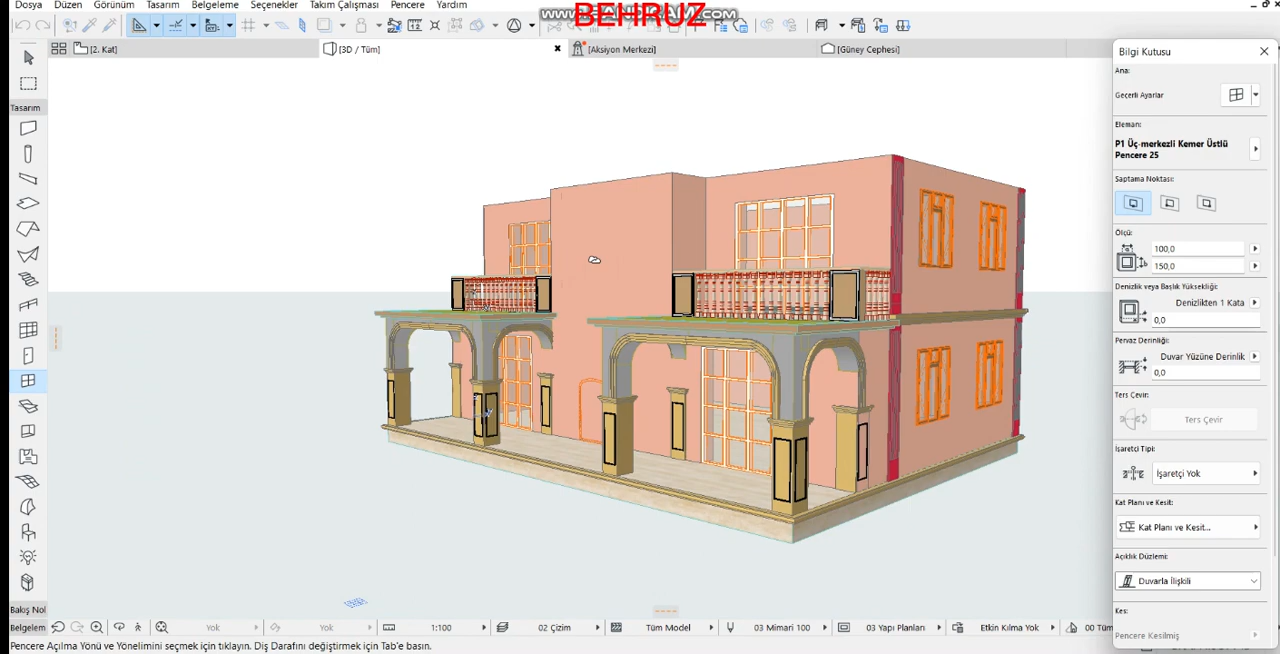 Dosya Düzen Görünüm Tasarım Belgeleme Seçenekler Takım Çalışması Pencere Yardım
BEHRUZ
[2. Kat]
[3D / Tüm]
[Aksiyon Merkezi]
[Güney Cephesi]
Bilgi Kutusu
Ana:
Geçerli Ayarlar
Eleman:
P1 Üç-merkezli Kemer Üstlü
Pencere 25
Saptama Noktası:
Ölçü:
100,0
150,0
Denizlik veya Başlık Yüksekliği:
Denizlikten 1 Kata
0,0
Pervaz Derinliği:
Duvar Yüzüne Derinlik
0,0
Ters Çevir:
Ters Çevir
İşaretçi Tipi:
İşaretçi Yok
Kat Planı ve Kesit:
Kat Planı ve Kesit...
Açıklık Düzlemi:
Duvarla İlişkili
Kes:
Pencere Kesilmiş
Tasarım
Bakış Nol
Belgelem
Yok
Yok
1:100
02 Çizim
Tüm Model
03 Mimari 100
03 Yapı Planları
Etkin Kılma Yok
00 Tüm
Pencere Açılma Yönü ve Yönelimini seçmek için tıklayın. Diş Darafını değiştirmek için Tab'e basın.